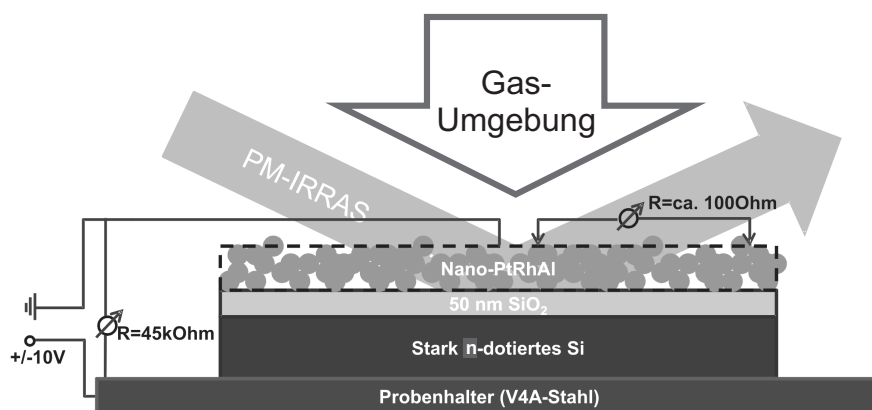 Gas-
Umgebung
PM-IRRAS
R=ca. 100Ohm
Nano-PtRhAl
50 nm SiO₂
R=45kOhm
+/-10V
Stark n-dotiertes Si
Probenhalter (V4A-Stahl)